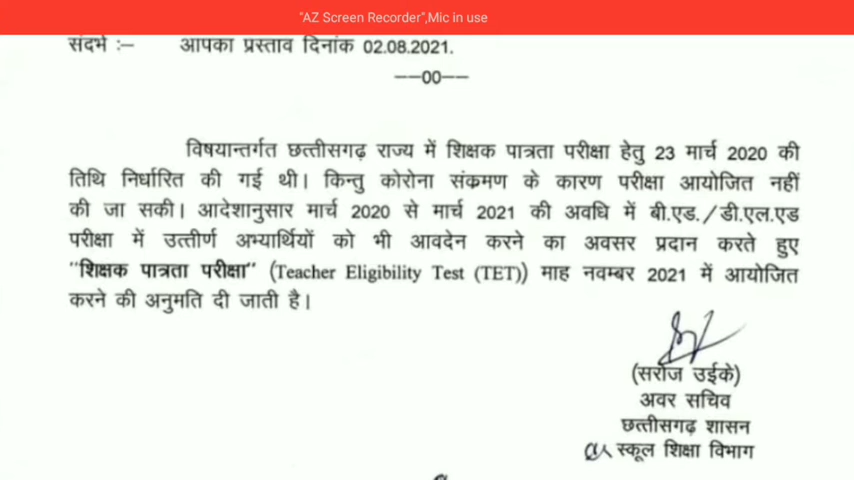 "AZ Screen Recorder",Mic in use
संदर्भ :— आपका प्रस्ताव दिनांक 02.08.2021.
——00——
विषयान्तर्गत छत्तीसगढ़ राज्य में शिक्षक पात्रता परीक्षा हेतु 23 मार्च 2020 की
तिथि निर्धारित की गई थी। किन्तु कोरोना संक्रमण के कारण परीक्षा आयोजित नहीं
की जा सकी। आदेशानुसार मार्च 2020 से मार्च 2021 की अवधि में बी.एड./डी.एल.एड
परीक्षा में उत्तीर्ण अभ्यार्थियों को भी आवदेन करने का अवसर प्रदान करते हुए
"शिक्षक पात्रता परीक्षा" (Teacher Eligibility Test (TET)) माह नवम्बर 2021 में आयोजित
करने की अनुमति दी जाती है।
(सरोज उईके)
अवर सचिव
छत्तीसगढ़ शासन
स्कूल शिक्षा विभाग